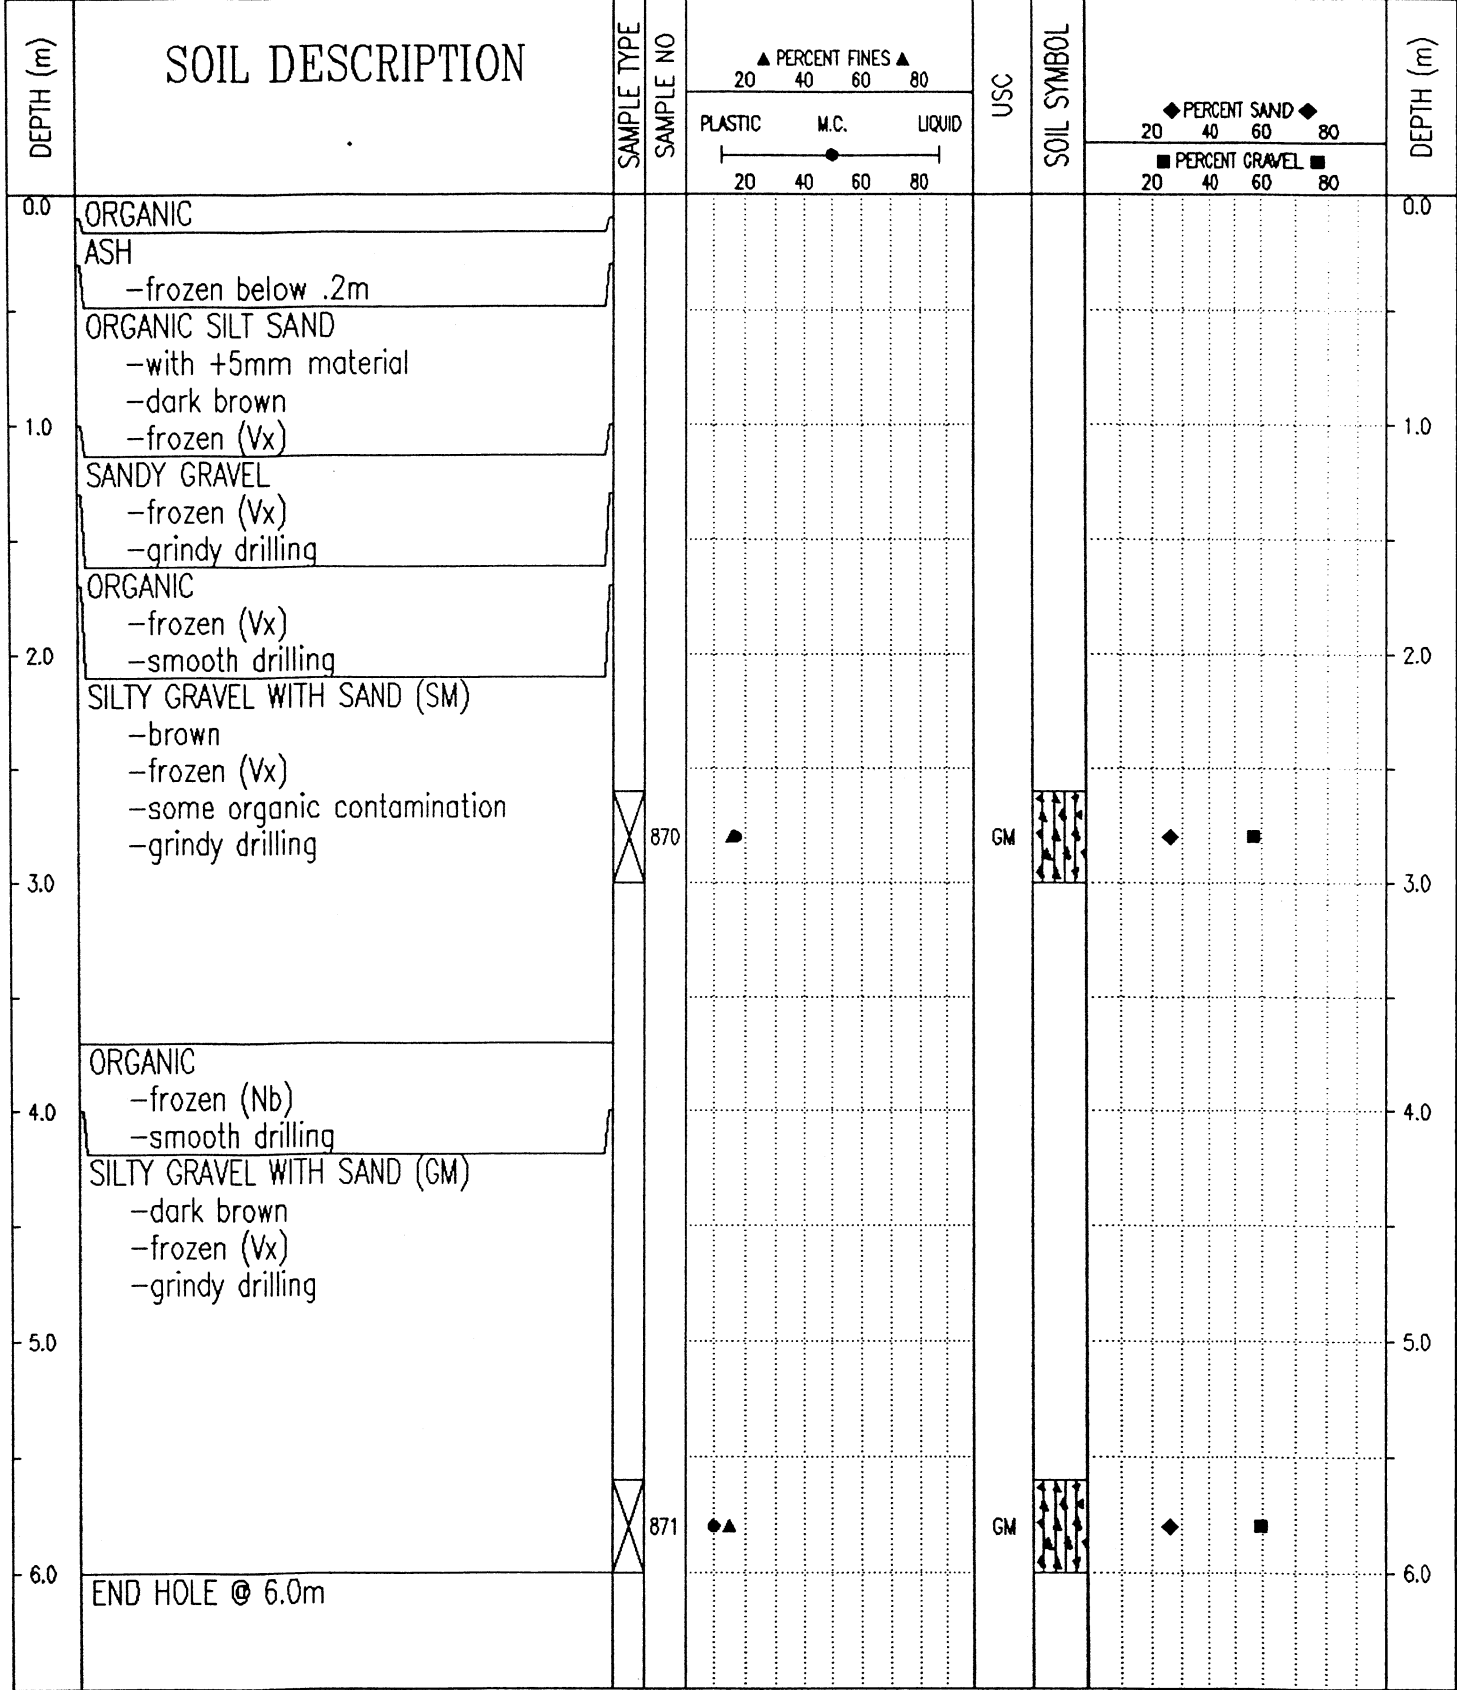 DEPTH (m)
SOIL DESCRIPTION
SAMPLE TYPE
SAMPLE NO
▲ PERCENT FINES ▲
20 40 60 80
PLASTIC M.C. LIQUID
20 40 60 80
USC
SOIL SYMBOL
◆ PERCENT SAND ◆
20 40 60 80
■ PERCENT GRAVEL ■
20 40 60 80
DEPTH (m)
0.0 0.0
ORGANIC
ASH
-frozen below .2m
ORGANIC SILT SAND
-with +5mm material
-dark brown
1.0 1.0
-frozen (Vx)
SANDY GRAVEL
-frozen (Vx)
-grindy drilling
ORGANIC
-frozen (Vx)
2.0 2.0
-smooth drilling
SILTY GRAVEL WITH SAND (SM)
-brown
-frozen (Vx)
-some organic contamination
870 GM
-grindy drilling
3.0 3.0
ORGANIC
-frozen (Nb)
4.0 4.0
-smooth drilling
SILTY GRAVEL WITH SAND (GM)
-dark brown
-frozen (Vx)
-grindy drilling
5.0 5.0
871 GM
6.0 6.0
END HOLE @ 6.0m